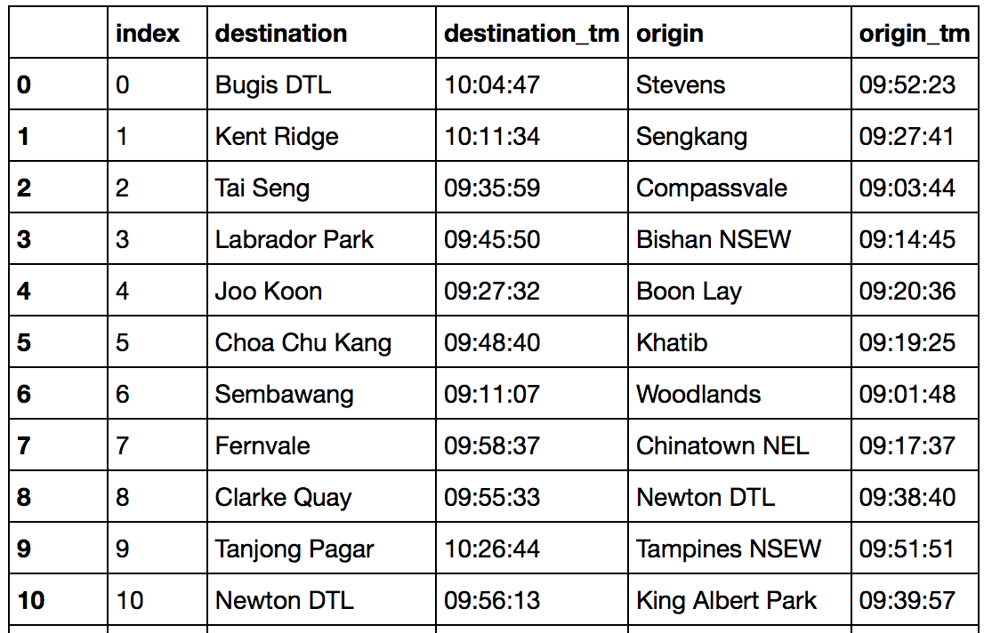 index destination destination_tm origin origin_tm
0 0 Bugis DTL 10:04:47 Stevens 09:52:23
1 1 Kent Ridge 10:11:34 Sengkang 09:27:41
2 2 Tai Seng 09:35:59 Compassvale 09:03:44
3 3 Labrador Park 09:45:50 Bishan NSEW 09:14:45
4 4 Joo Koon 09:27:32 Boon Lay 09:20:36
5 5 Choa Chu Kang 09:48:40 Khatib 09:19:25
6 6 Sembawang 09:11:07 Woodlands 09:01:48
7 7 Fernvale 09:58:37 Chinatown NEL 09:17:37
8 8 Clarke Quay 09:55:33 Newton DTL 09:38:40
9 9 Tanjong Pagar 10:26:44 Tampines NSEW 09:51:51
10 10 Newton DTL 09:56:13 King Albert Park 09:39:57